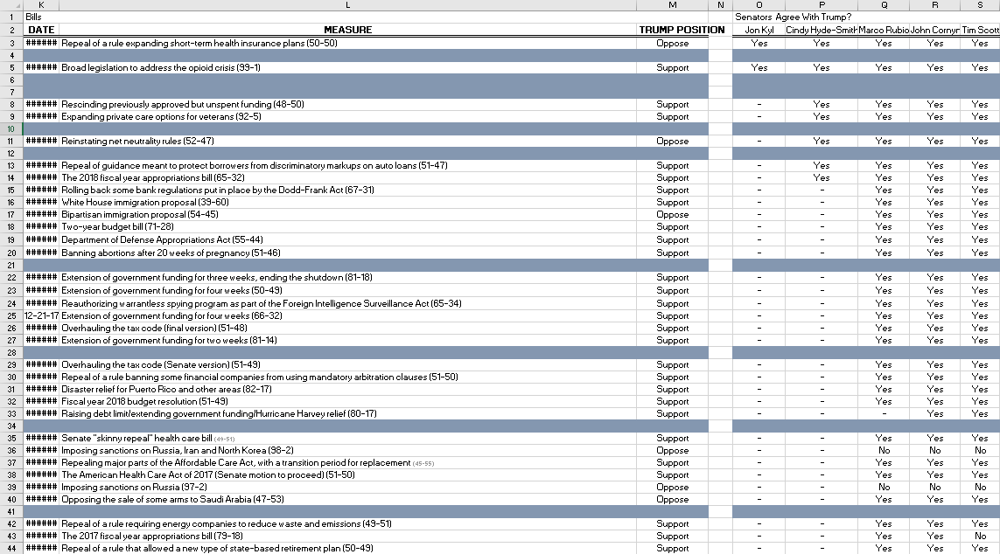 K L M N O P Q R S
1 Bills Senators Agree With Trump?
2 DATE MEASURE TRUMP POSITION Jon Kyl Cindy Hyde-Smith Marco Rubio John Cornyn Tim Scott
3 ###### Repeal of a rule expanding short-term health insurance plans (50-50) Oppose Yes Yes Yes Yes Yes
4
5 ###### Broad legislation to address the opioid crisis (99-1) Support Yes Yes Yes Yes Yes
6
7
8 ###### Rescinding previously approved but unspent funding (48-50) Support - Yes Yes Yes Yes
9 ###### Expanding private care options for veterans (92-5) Support - Yes Yes Yes Yes
10
11 ###### Reinstating net neutrality rules (52-47) Oppose - Yes Yes Yes Yes
12
13 ###### Repeal of guidance meant to protect borrowers from discriminatory markups on auto loans (51-47) Support - Yes Yes Yes Yes
14 ###### The 2018 fiscal year appropriations bill (65-32) Support - Yes Yes Yes Yes
15 ###### Rolling back some bank regulations put in place by the Dodd-Frank Act (67-31) Support - - Yes Yes Yes
16 ###### White House immigration proposal (39-60) Support - - Yes Yes Yes
17 ###### Bipartisan immigration proposal (54-45) Oppose - - Yes Yes Yes
18 ###### Two-year budget bill (71-28) Support - - Yes Yes Yes
19 ###### Department of Defense Appropriations Act (55-44) Support - - Yes Yes Yes
20 ###### Banning abortions after 20 weeks of pregnancy (51-46) Support - - Yes Yes Yes
21
22 ###### Extension of government funding for three weeks, ending the shutdown (81-18) Support - - Yes Yes Yes
23 ###### Extension of government funding for four weeks (50-49) Support - - Yes Yes Yes
24 ###### Reauthorizing warrantless spying program as part of the Foreign Intelligence Surveillance Act (65-34) Support - - Yes Yes Yes
25 12-21-17 Extension of government funding for four weeks (66-32) Support - - Yes Yes Yes
26 ###### Overhauling the tax code (final version) (51-48) Support - - Yes Yes Yes
27 ###### Extension of government funding for two weeks (81-14) Support - - Yes Yes Yes
28
29 ###### Overhauling the tax code (Senate version) (51-49) Support - - Yes Yes Yes
30 ###### Repeal of a rule banning some financial companies from using mandatory arbitration clauses (51-50) Support - - Yes Yes Yes
31 ###### Disaster relief for Puerto Rico and other areas (82-17) Support - - Yes Yes Yes
32 ###### Fiscal year 2018 budget resolution (51-49) Support - - Yes Yes Yes
33 ###### Raising debt limit/extending government funding/Hurricane Harvey relief (80-17) Support - - - Yes Yes
34
35 ###### Senate "skinny repeal" health care bill (49-51) Support - - Yes Yes Yes
36 ###### Imposing sanctions on Russia, Iran and North Korea (98-2) Oppose - - No No No
37 ###### Repealing major parts of the Affordable Care Act, with a transition period for replacement (45-55) Support - - Yes Yes Yes
38 ###### The American Health Care Act of 2017 (Senate motion to proceed) (51-50) Support - - Yes Yes Yes
39 ###### Imposing sanctions on Russia (97-2) Oppose - - No No No
40 ###### Opposing the sale of some arms to Saudi Arabia (47-53) Oppose - - Yes Yes Yes
41
42 ###### Repeal of a rule requiring energy companies to reduce waste and emissions (49-51) Support - - Yes Yes Yes
43 ###### The 2017 fiscal year appropriations bill (79-18) Support - - Yes Yes No
44 ###### Repeal of a rule that allowed a new type of state-based retirement plan (50-49) Support - - Yes Yes Yes